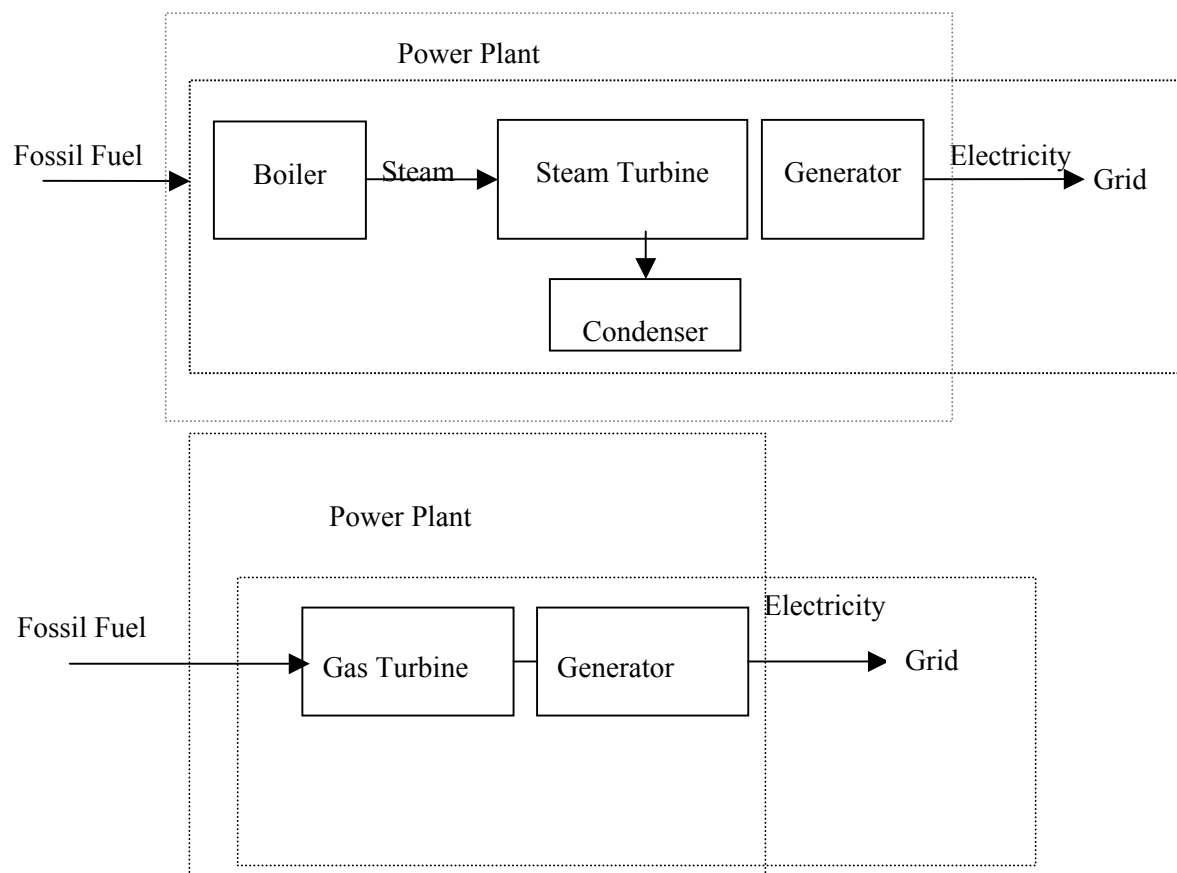 Power Plant
Fossil Fuel
Boiler
Steam
Steam Turbine
Generator
Electricity
Grid
Condenser
Power Plant
Fossil Fuel
Gas Turbine
Generator
Electricity
Grid